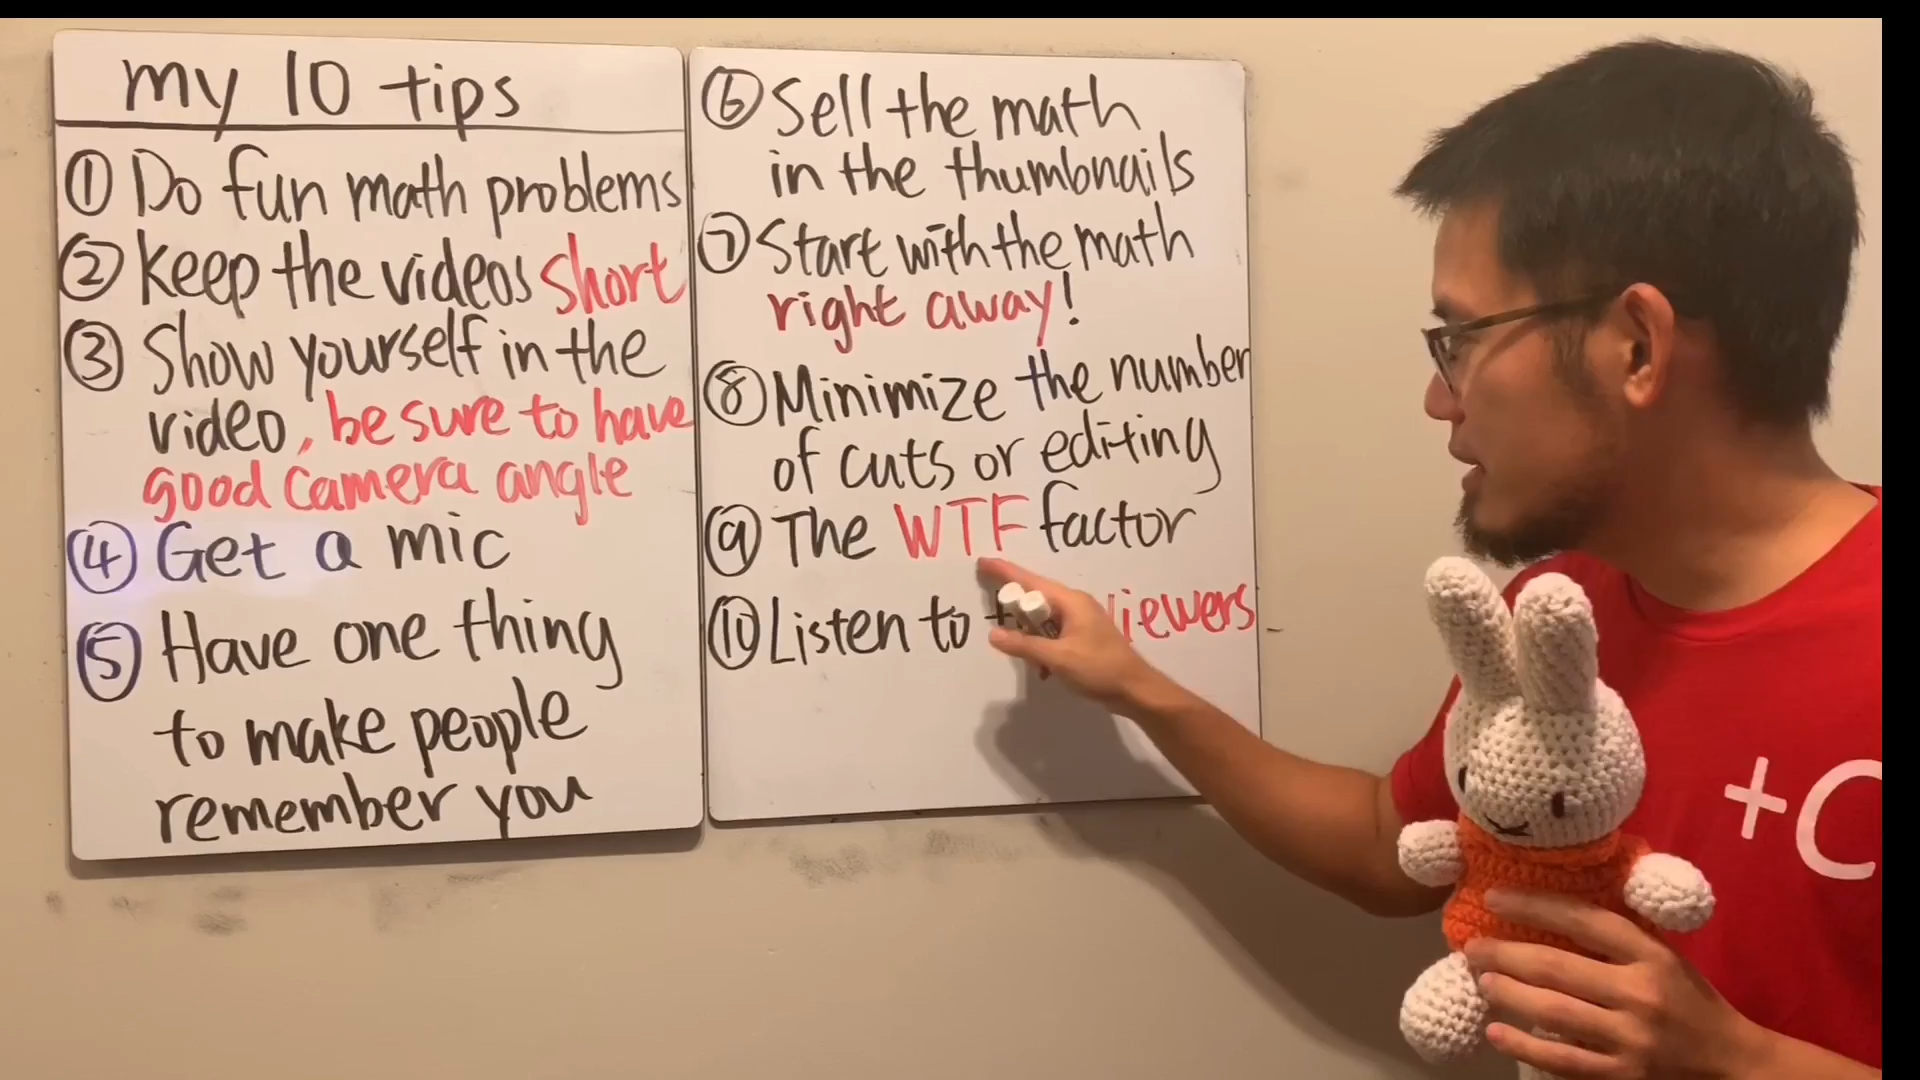 my 10 tips
① Do fun math problems
② Keep the videos short
③ Show yourself in the
video, be sure to have
good camera angle
④ Get a mic
⑤ Have one thing
to make people
remember you
⑥ Sell the math
in the thumbnails
⑦ Start with the math
right away!
⑧ Minimize the number
of cuts or editing
⑨ The WTF factor
⑩ Listen to viewers
+C